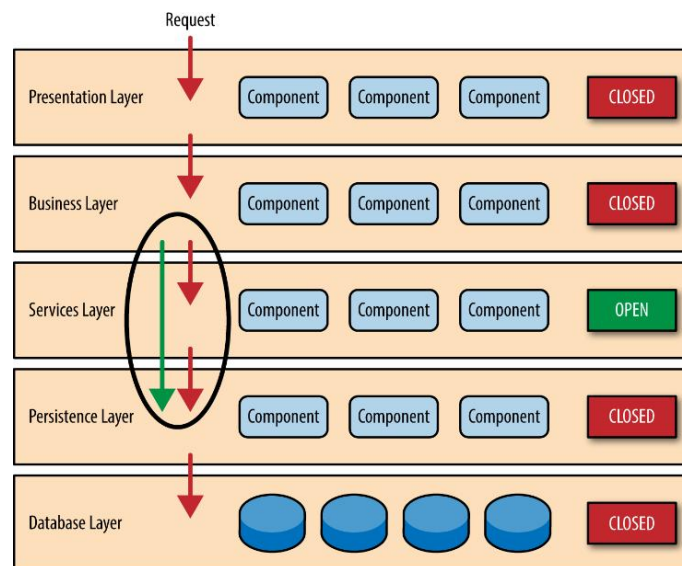 Request
Presentation Layer Component Component Component CLOSED
Business Layer Component Component Component CLOSED
Services Layer Component Component Component OPEN
Persistence Layer Component Component Component CLOSED
Database Layer CLOSED